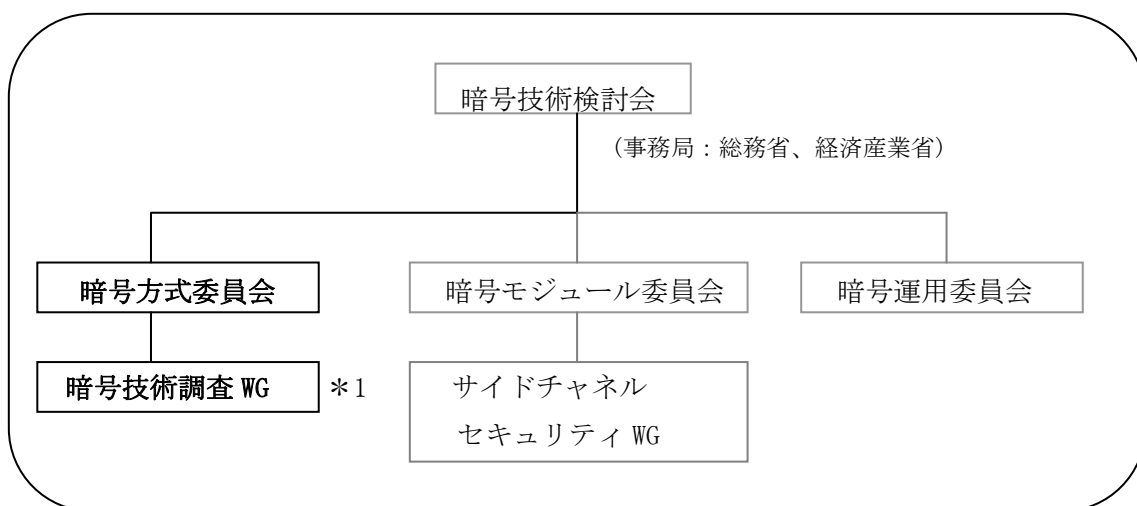 暗号技術検討会
(事務局：総務省、経済産業省)
暗号方式委員会
暗号モジュール委員会
暗号運用委員会
暗号技術調査 WG
＊1
サイドチャネル
セキュリティ WG